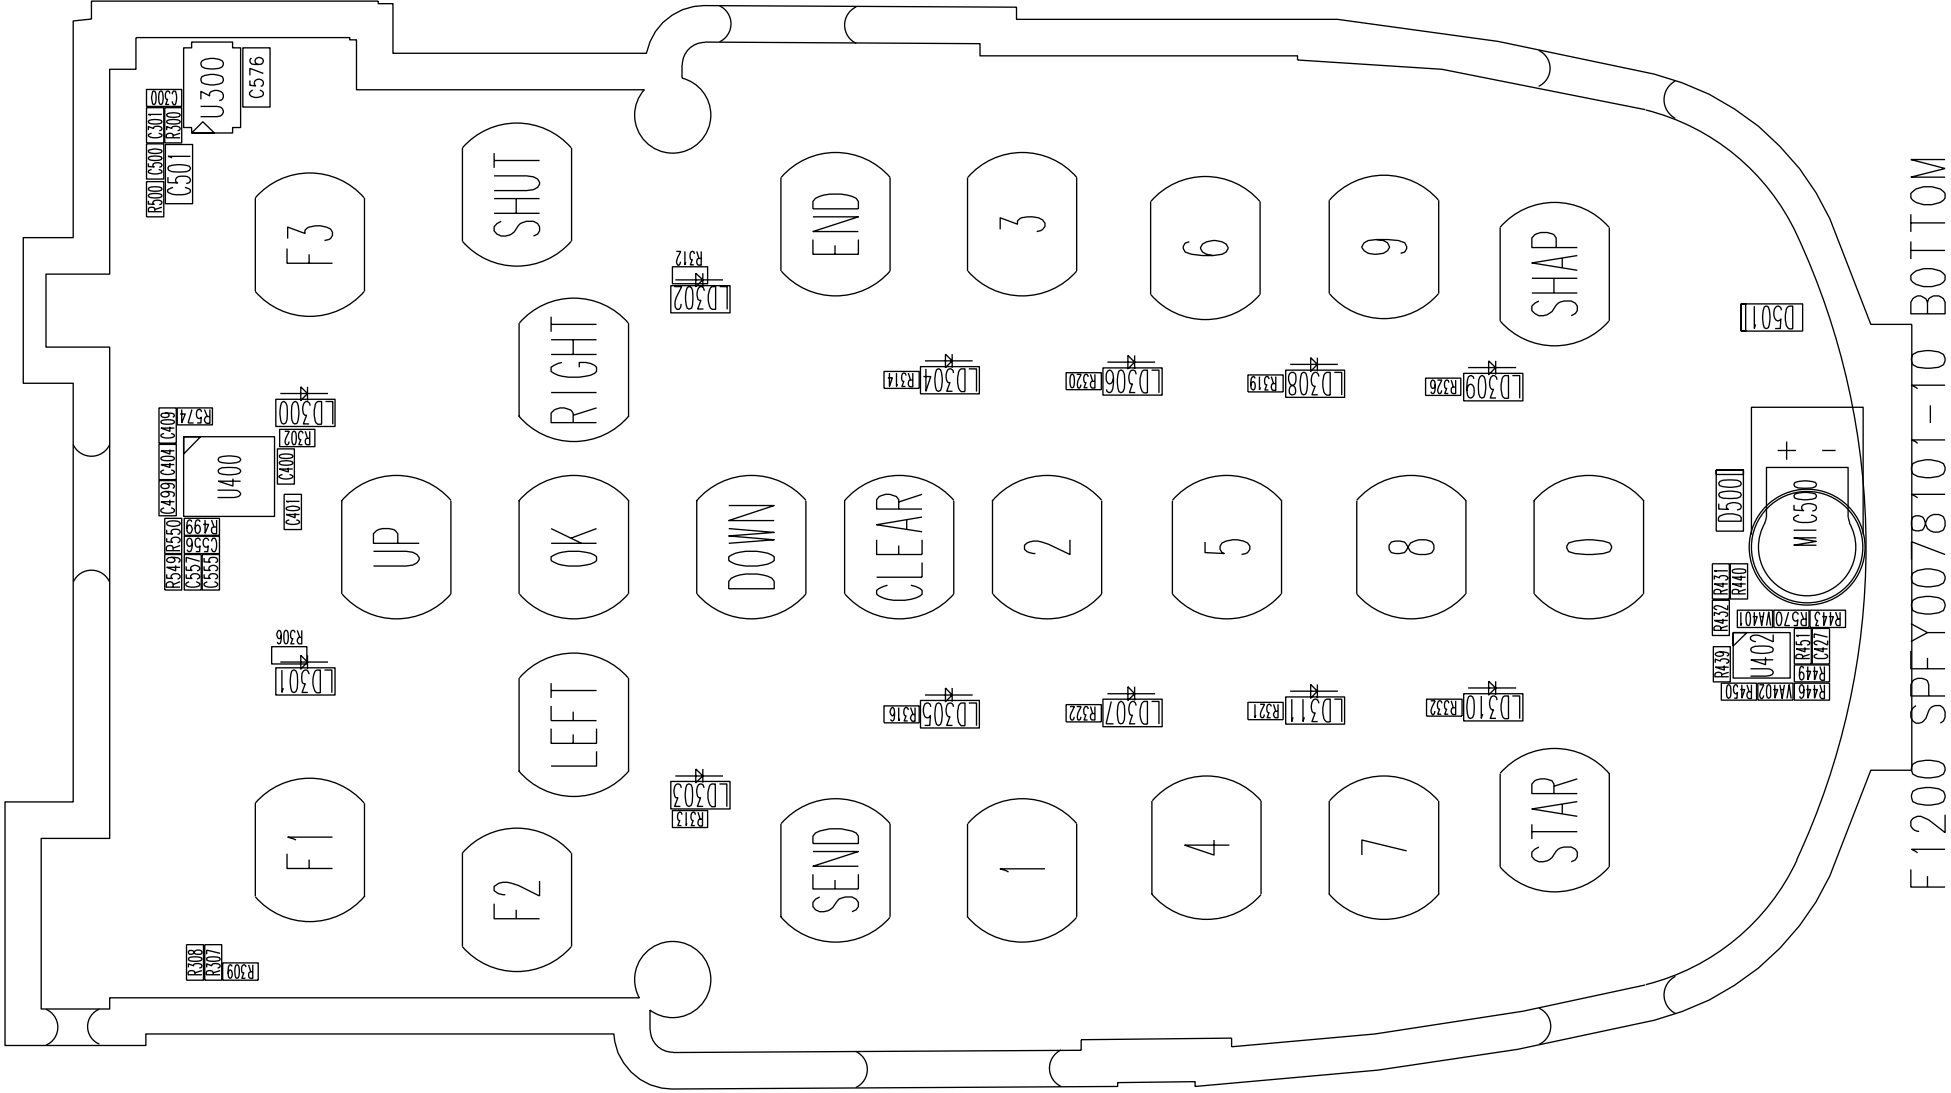 F1200 SPFY0078101-10 BOTTOM
F1
F2
F3
SHUT
LEFT
RIGHT
UP
OK
DOWN
CLEAR
SEND
END
1
2
3
4
5
6
7
8
9
STAR
0
SHAP
U300
C576
C300
C301
R300
C500
C501
R500
C409
R574
C404
C499
U400
LD300
R302
C400
C401
R550
R499
C556
R549
C557
C555
R306
LD301
R308
R307
R309
R312
LD302
LD303
R313
R314
LD304
R320
LD306
R319
LD308
R326
LD309
R316
LD305
R322
LD307
R321
LD311
R332
LD310
D501
D500
+
-
MIC500
R431
R440
R432
VA401
R570
R443
U402
R451
C427
R439
R449
R450
VA402
R446